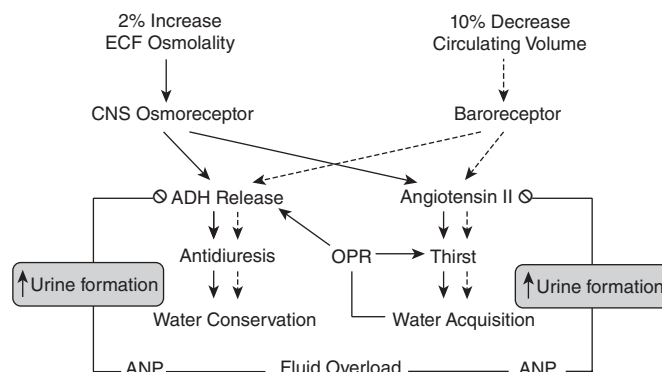 2% Increase
ECF Osmolality
10% Decrease
Circulating Volume
CNS Osmoreceptor
Baroreceptor
ADH Release
Angiotensin II
Antidiuresis
OPR
Thirst
Urine formation
Urine formation
Water Conservation
Water Acquisition
ANP
Fluid Overload
ANP